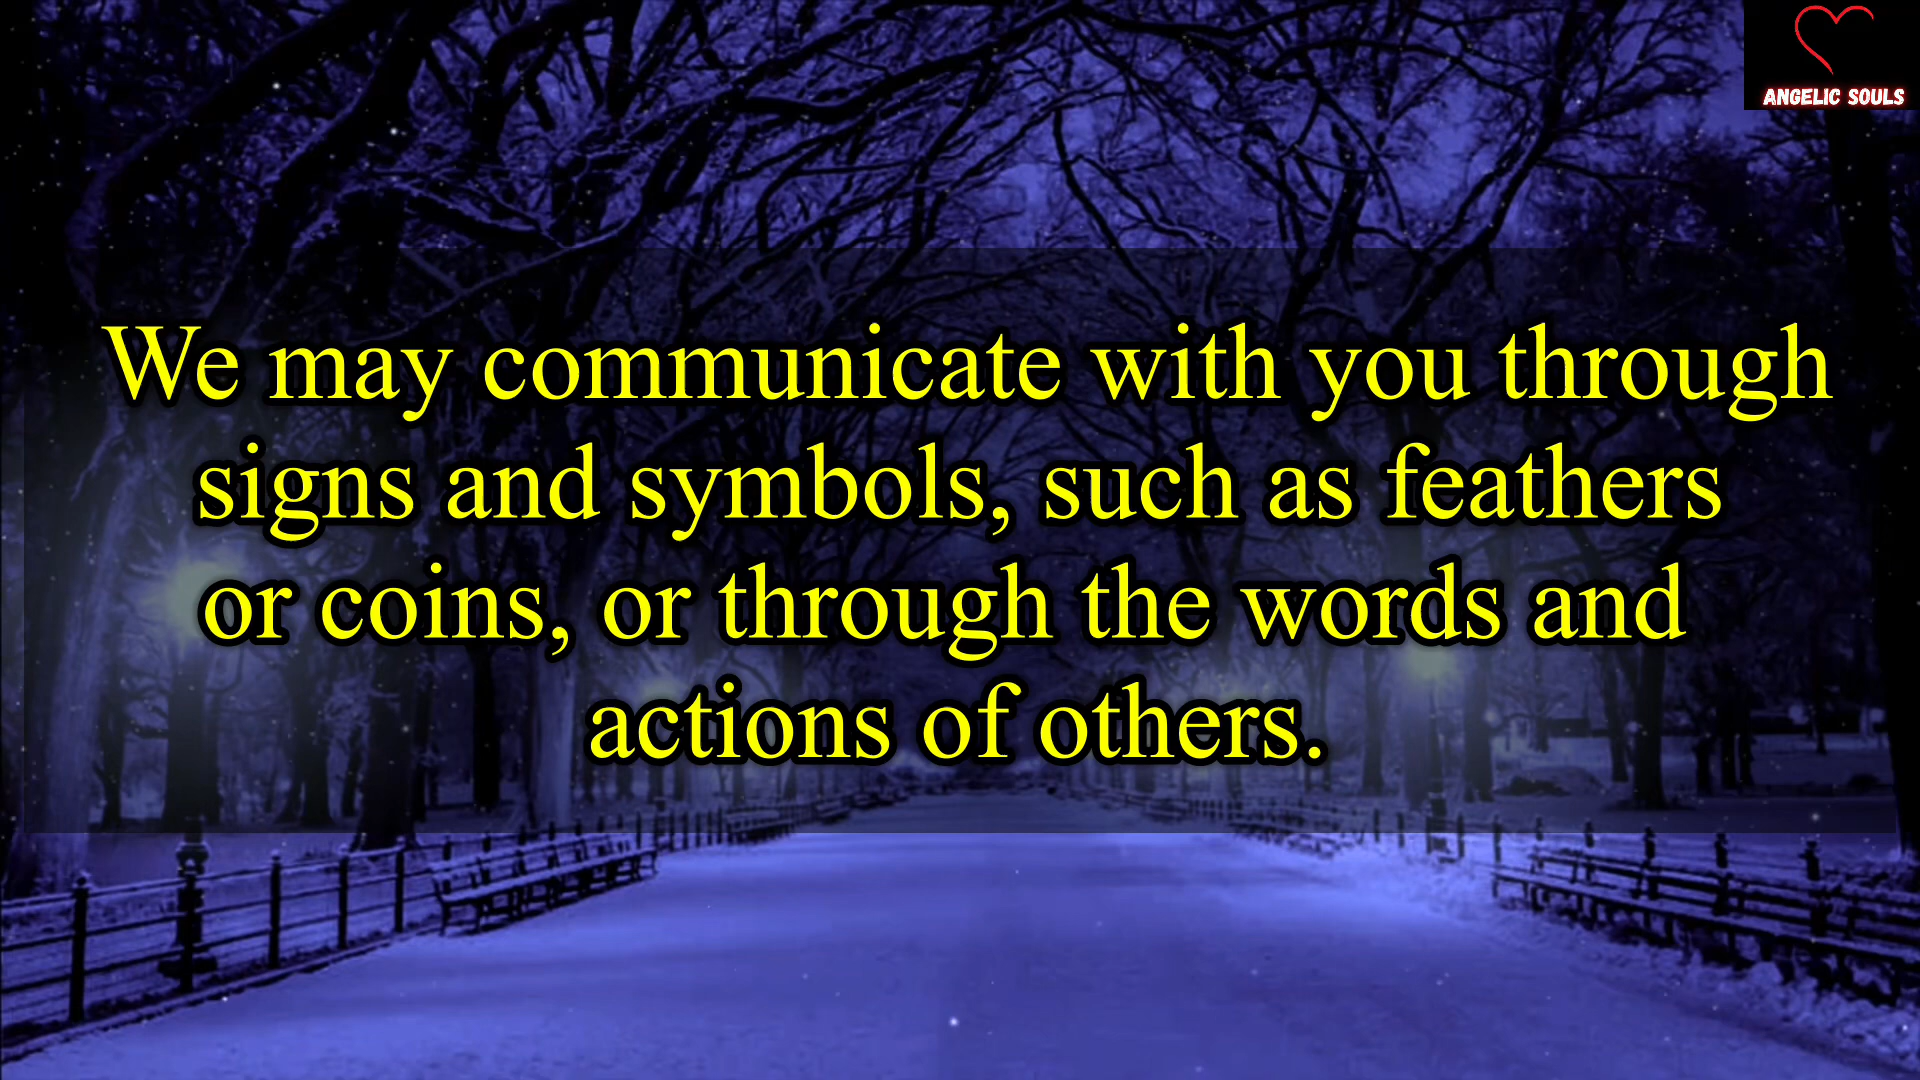 ANGELIC SOULS
We may communicate with you through
signs and symbols, such as feathers
or coins, or through the words and
actions of others.